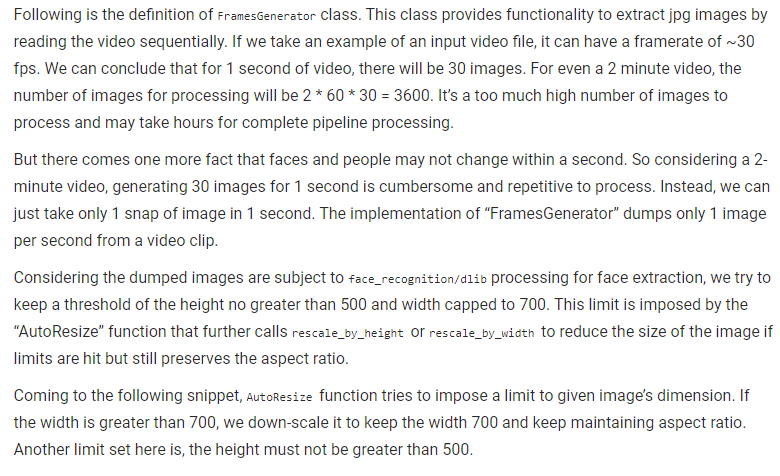 Following is the definition of FramesGenerator class. This class provides functionality to extract jpg images by
reading the video sequentially. If we take an example of an input video file, it can have a framerate of ~30
fps. We can conclude that for 1 second of video, there will be 30 images. For even a 2 minute video, the
number of images for processing will be 2 * 60 * 30 = 3600. It’s a too much high number of images to
process and may take hours for complete pipeline processing.
But there comes one more fact that faces and people may not change within a second. So considering a 2-
minute video, generating 30 images for 1 second is cumbersome and repetitive to process. Instead, we can
just take only 1 snap of image in 1 second. The implementation of “FramesGenerator” dumps only 1 image
per second from a video clip.
Considering the dumped images are subject to face_recognition/dlib processing for face extraction, we try to
keep a threshold of the height no greater than 500 and width capped to 700. This limit is imposed by the
“AutoResize” function that further calls rescale_by_height or rescale_by_width to reduce the size of the image if
limits are hit but still preserves the aspect ratio.
Coming to the following snippet, AutoResize function tries to impose a limit to given image’s dimension. If
the width is greater than 700, we down-scale it to keep the width 700 and keep maintaining aspect ratio.
Another limit set here is, the height must not be greater than 500.